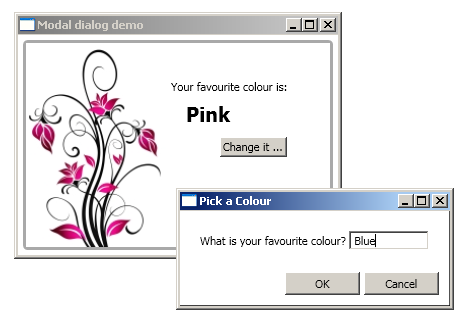 Modal dialog demo
Your favourite colour is:
Pink
Change it ...
Pick a Colour
What is your favourite colour? Blue
OK Cancel